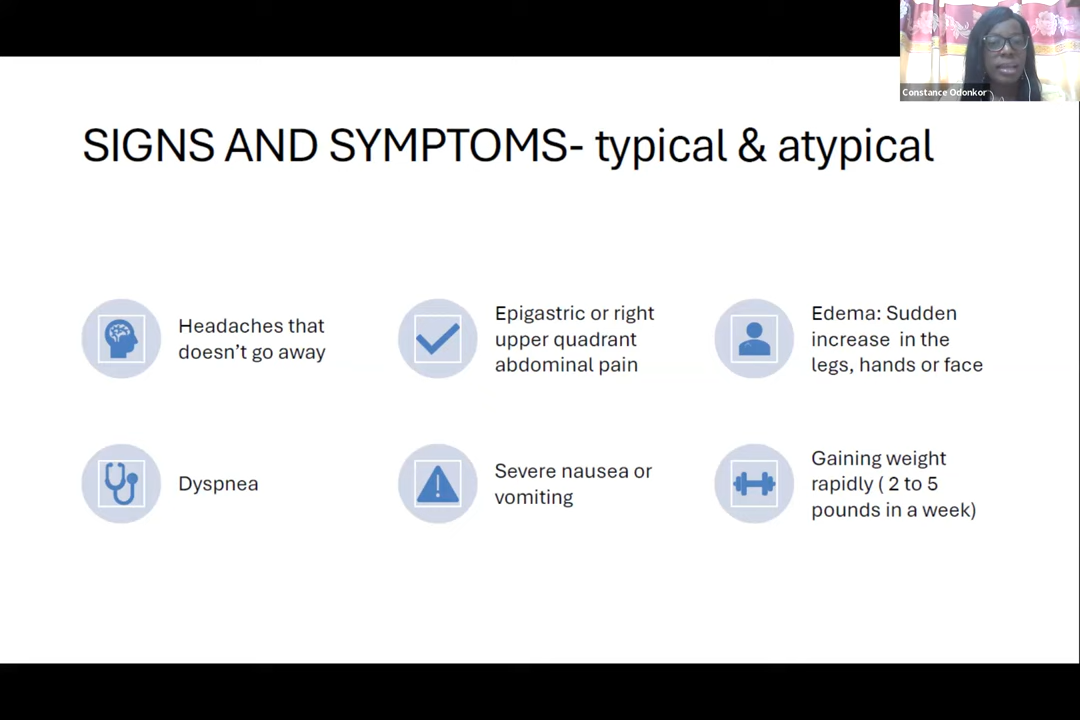 Constance Odonkor
SIGNS AND SYMPTOMS- typical & atypical
Headaches that
doesn't go away
Epigastric or right
upper quadrant
abdominal pain
Edema: Sudden
increase in the
legs, hands or face
Dyspnea
Severe nausea or
vomiting
Gaining weight
rapidly ( 2 to 5
pounds in a week)